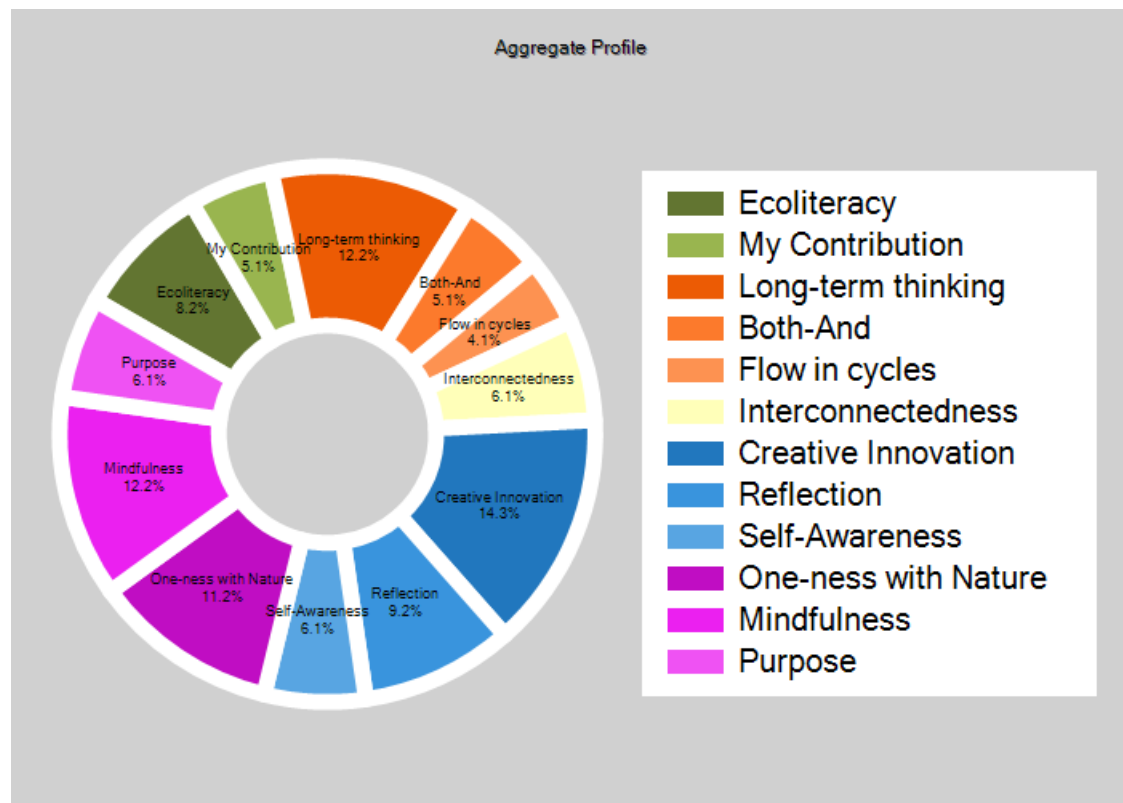 Aggregate Profile
Long-term thinking
12.2%
My Contribution
5.1%
Both-And
5.1%
Ecoliteracy
8.2%
Flow in cycles
4.1%
Purpose
6.1%
Interconnectedness
6.1%
Mindfulness
12.2%
Creative Innovation
14.3%
One-ness with Nature
11.2%
Reflection
9.2%
Self-Awareness
6.1%
Ecoliteracy
My Contribution
Long-term thinking
Both-And
Flow in cycles
Interconnectedness
Creative Innovation
Reflection
Self-Awareness
One-ness with Nature
Mindfulness
Purpose